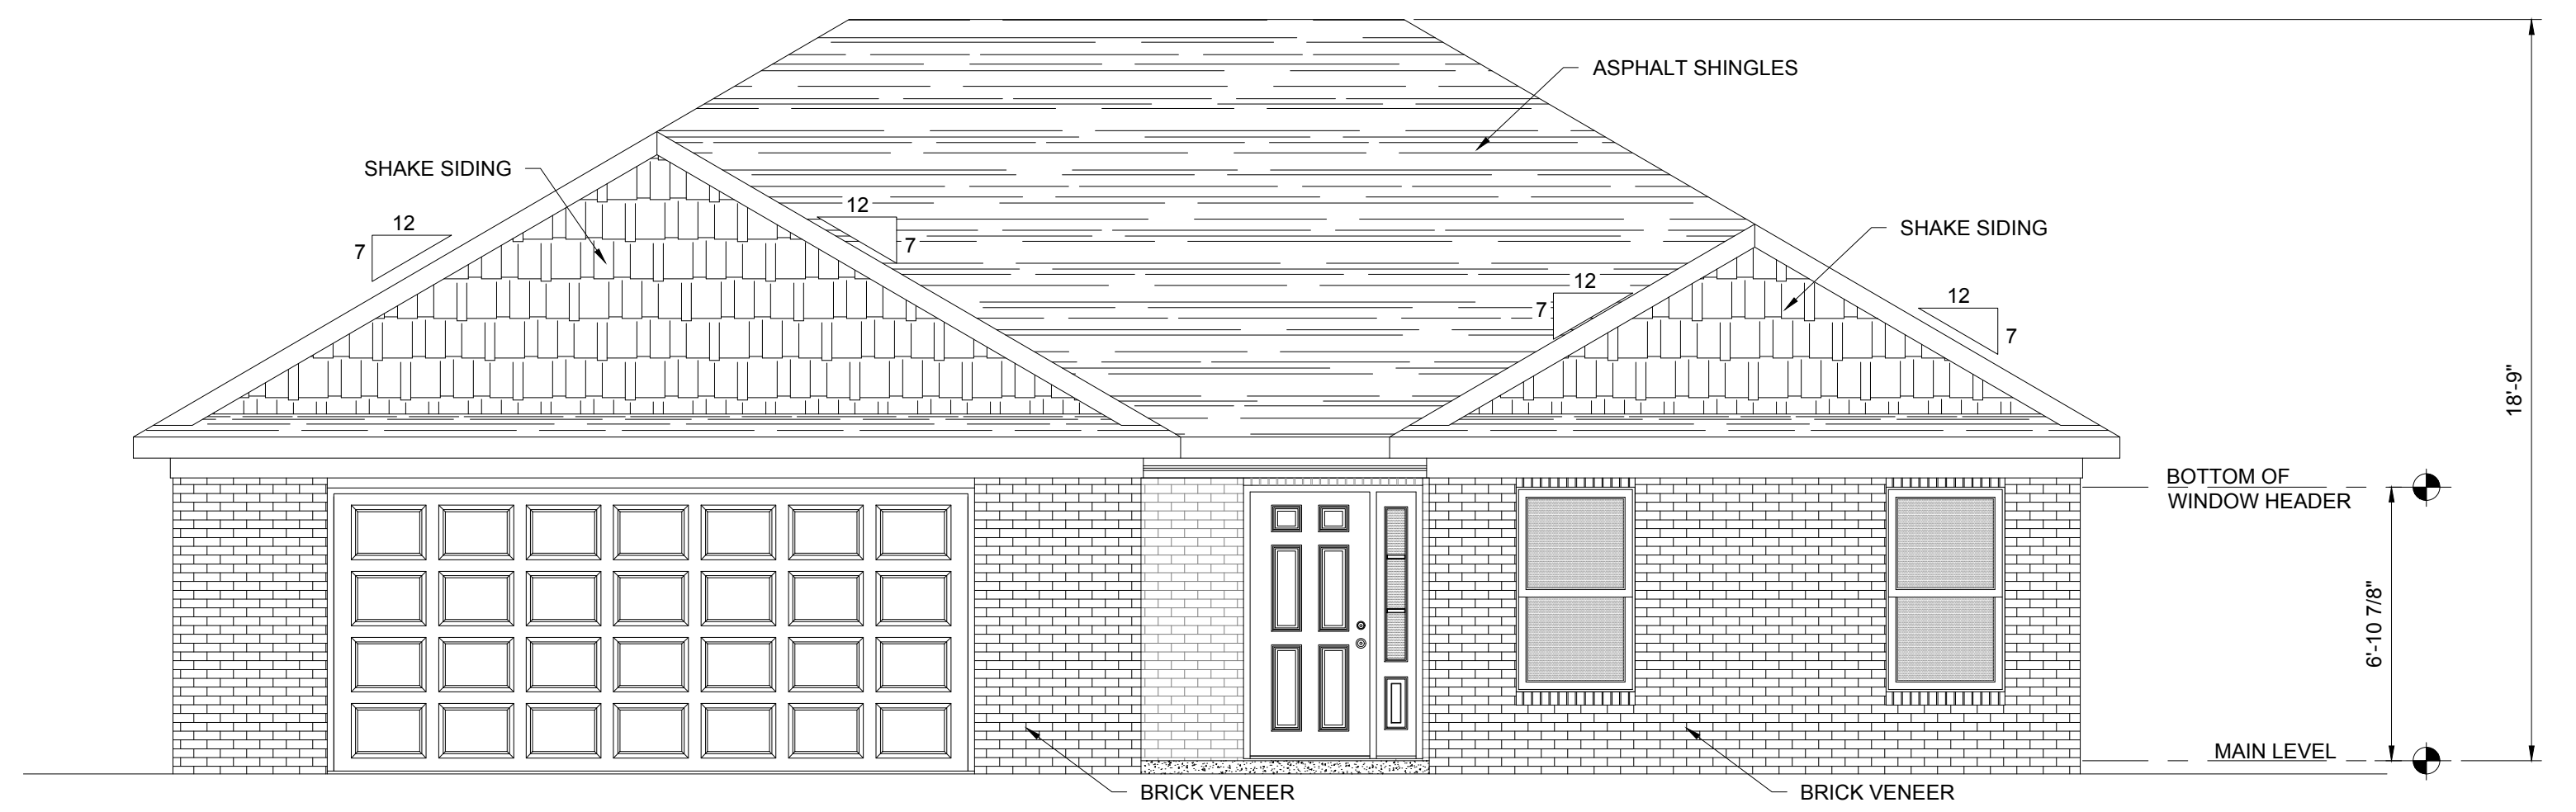 ASPHALT SHINGLES
SHAKE SIDING
12
7
12
7
SHAKE SIDING
12
7
12
7
18'-9"
BOTTOM OF
WINDOW HEADER
6'-10 7/8"
MAIN LEVEL
BRICK VENEER
BRICK VENEER